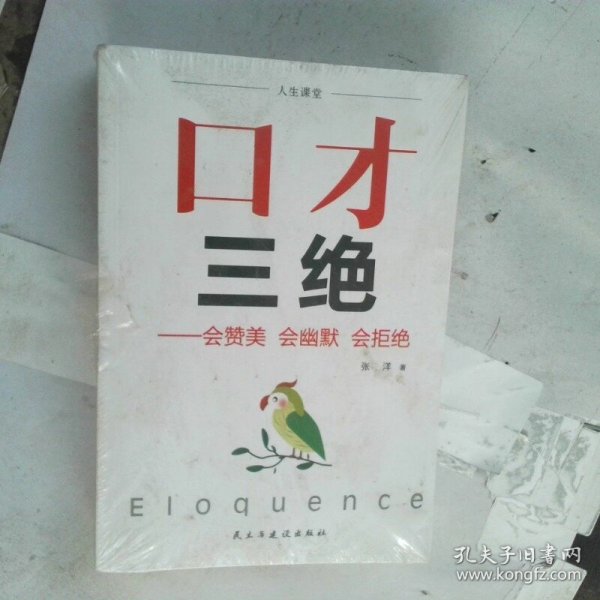 人生课堂
口才
三绝
——会赞美 会幽默 会拒绝
张 洋 著
Eloquence
民主与建设出版社
孔夫子旧书网
www.kongfz.com